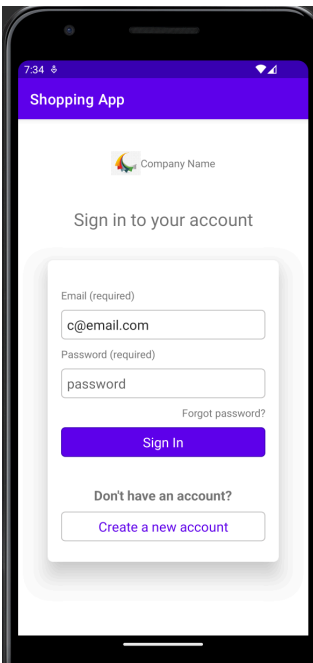 7:34
Shopping App
Company Name
Sign in to your account
Email (required)
c@email.com
Password (required)
password
Forgot password?
Sign In
Don't have an account?
Create a new account